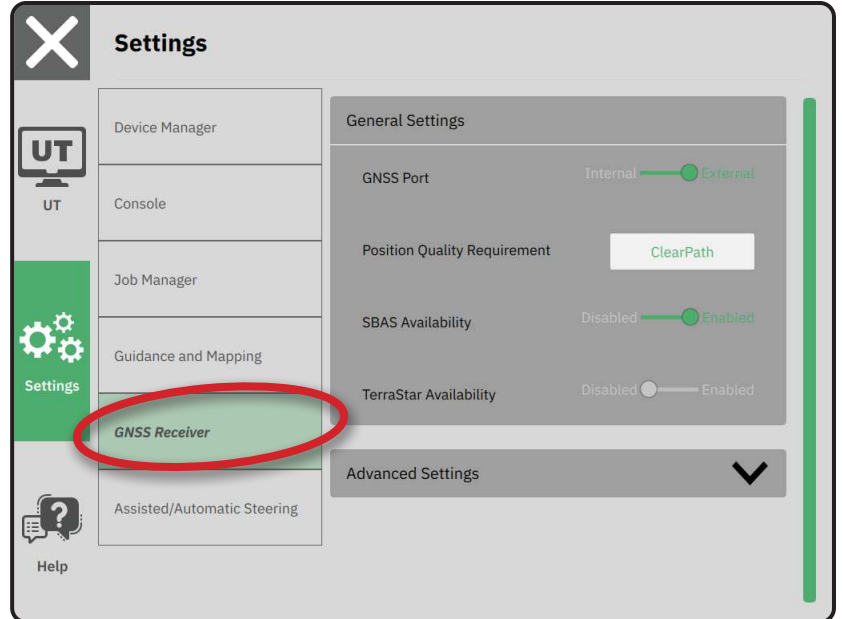 Settings
UT
UT
Settings
Help
Device Manager
Console
Job Manager
Guidance and Mapping
GNSS Receiver
Assisted/Automatic Steering
General Settings
GNSS Port Internal External
Position Quality Requirement ClearPath
SBAS Availability Disabled Enabled
TerraStar Availability Disabled Enabled
Advanced Settings